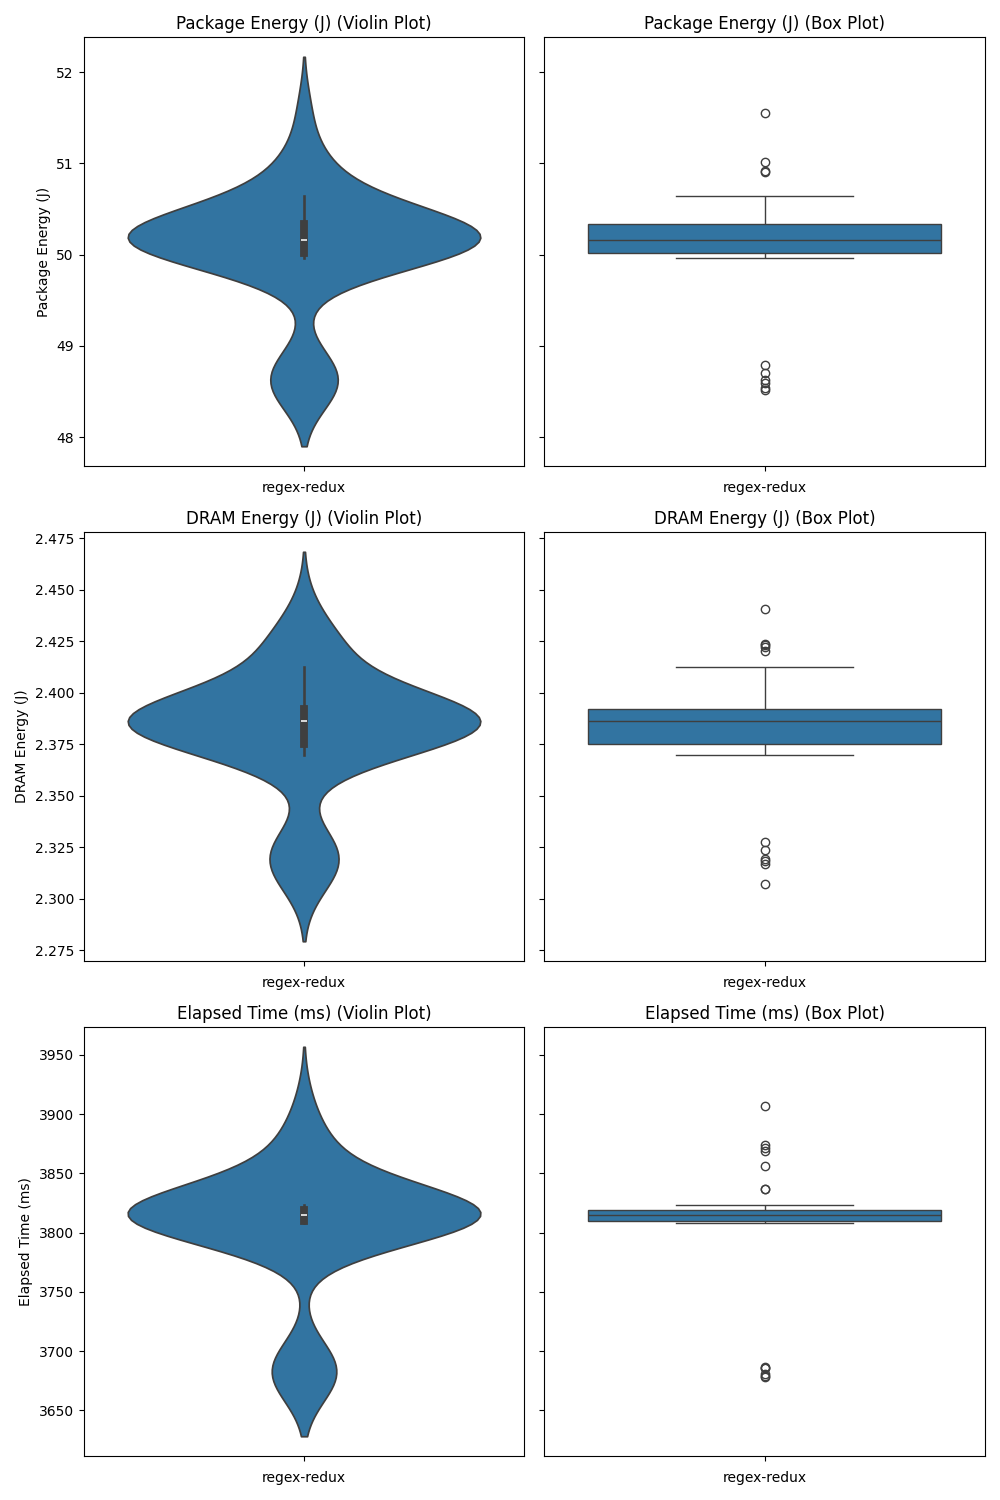 Package Energy (J) (Violin Plot)
Package Energy (J) (Box Plot)
Package Energy (J)
52
51
50
49
48
regex-redux
regex-redux
DRAM Energy (J) (Violin Plot)
DRAM Energy (J) (Box Plot)
DRAM Energy (J)
2.475
2.450
2.425
2.400
2.375
2.350
2.325
2.300
2.275
regex-redux
regex-redux
Elapsed Time (ms) (Violin Plot)
Elapsed Time (ms) (Box Plot)
Elapsed Time (ms)
3950
3900
3850
3800
3750
3700
3650
regex-redux
regex-redux